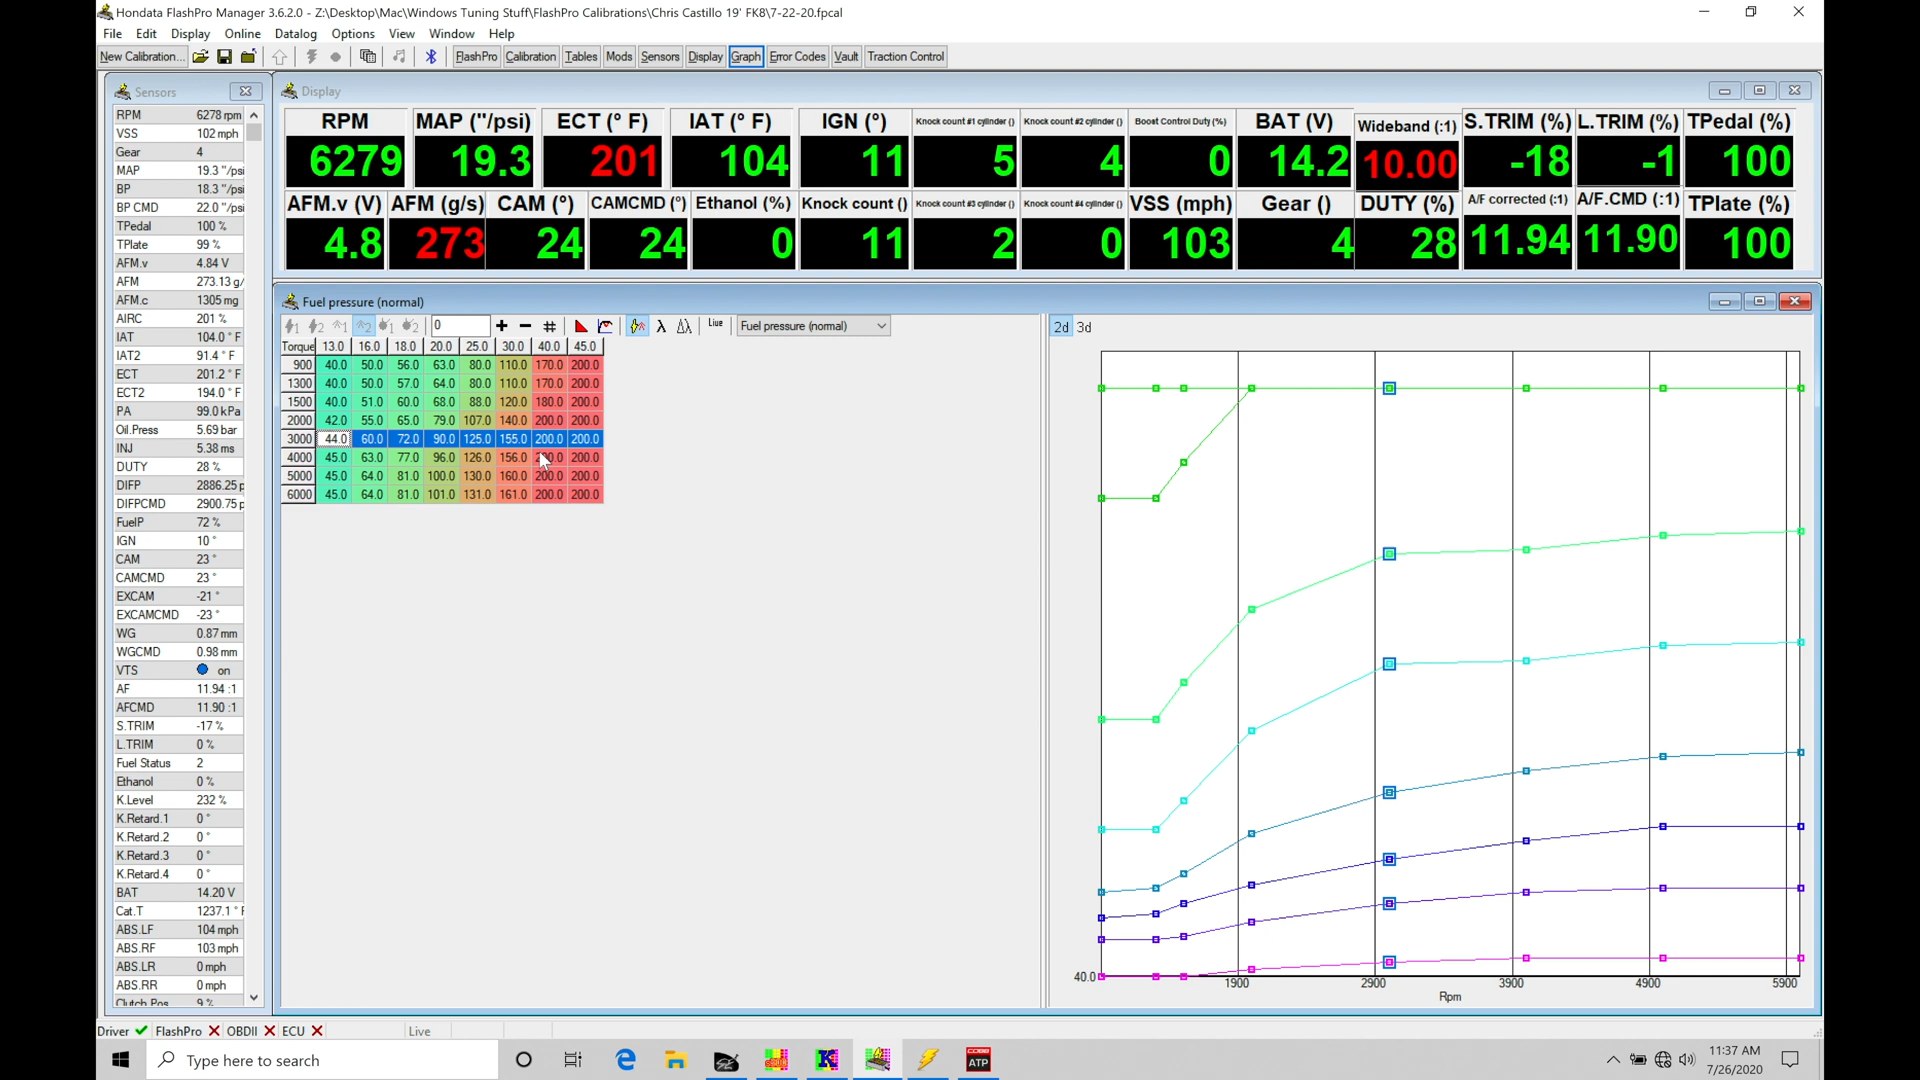 Hondata FlashPro Manager 3.6.2.0 - Z:\Desktop\Mac\Windows Tuning Stuff\FlashPro Calibrations\Chris Castillo 19' FK8\7-22-20.fpcal
File Edit Display Online Datalog Options View Window Help
New Calibration... FlashPro Calibration Tables Mods Sensors Display Graph Error Codes Vault Traction Control
Sensors
RPM 6278 rpm
VSS 102 mph
Gear 4
MAP 19.3 "/psi
BP 18.3 "/psi
BP CMD 22.0 "/psi
TPedal 100 %
TPlate 99 %
AFM.v 4.84 V
AFM 273.13 g/
AFM.c 1305 mg
AIRC 201 %
IAT 104.0 ° F
IAT2 91.4 ° F
ECT 201.2 ° F
ECT2 194.0 ° F
PA 99.0 kPa
Oil.Press 5.69 bar
INJ 5.38 ms
DUTY 28 %
DIFP 2886.25 p
DIFPCMD 2900.75 p
FuelP 72 %
IGN 10 °
CAM 23 °
CAMCMD 23 °
EXCAM -21 °
EXCAMCMD -23 °
WG 0.87 mm
WGCMD 0.98 mm
VTS on
AF 11.94 :1
AFCMD 11.90 :1
S.TRIM -17 %
L.TRIM 0 %
Fuel Status 2
Ethanol 0 %
K.Level 232 %
K.Retard.1 0 °
K.Retard.2 0 °
K.Retard.3 0 °
K.Retard.4 0 °
BAT 14.20 V
Cat.T 1237.1 ° F
ABS.LF 104 mph
ABS.RF 103 mph
ABS.LR 0 mph
ABS.RR 0 mph
Clutch Pos 9 %
Display
RPM MAP ("/psi) ECT (° F) IAT (° F) IGN (°) Knock count #1 cylinder () Knock count #2 cylinder () Boost Control Duty (%) BAT (V) Wideband (:1) S.TRIM (%) L.TRIM (%) TPedal (%)
6279 19.3 201 104 11 5 4 0 14.2 10.00 -18 -1 100
AFM.v (V) AFM (g/s) CAM (°) CAMCMD (°) Ethanol (%) Knock count () Knock count #3 cylinder () Knock count #4 cylinder () VSS (mph) Gear () DUTY (%) A/F corrected (:1) A/F.CMD (:1) TPlate (%)
4.8 273 24 24 0 11 2 0 103 4 28 11.94 11.90 100
Fuel pressure (normal)
1 2 1 2 1 2 0 + − # λ Δλ Live Fuel pressure (normal) 2d 3d
Torque 13.0 16.0 18.0 20.0 25.0 30.0 40.0 45.0
900 40.0 50.0 56.0 63.0 80.0 110.0 170.0 200.0
1300 40.0 50.0 57.0 64.0 80.0 110.0 170.0 200.0
1500 40.0 51.0 60.0 68.0 88.0 120.0 180.0 200.0
2000 42.0 55.0 65.0 79.0 107.0 140.0 200.0 200.0
3000 44.0 60.0 72.0 90.0 125.0 155.0 200.0 200.0
4000 45.0 63.0 77.0 96.0 126.0 156.0 200.0 200.0
5000 45.0 64.0 81.0 100.0 130.0 160.0 200.0 200.0
6000 45.0 64.0 81.0 101.0 131.0 161.0 200.0 200.0
40.0
1900 2900 3900 4900 5900
Rpm
Driver FlashPro OBDII ECU Live
Type here to search
K
COBB
ATP
11:37 AM
7/26/2020